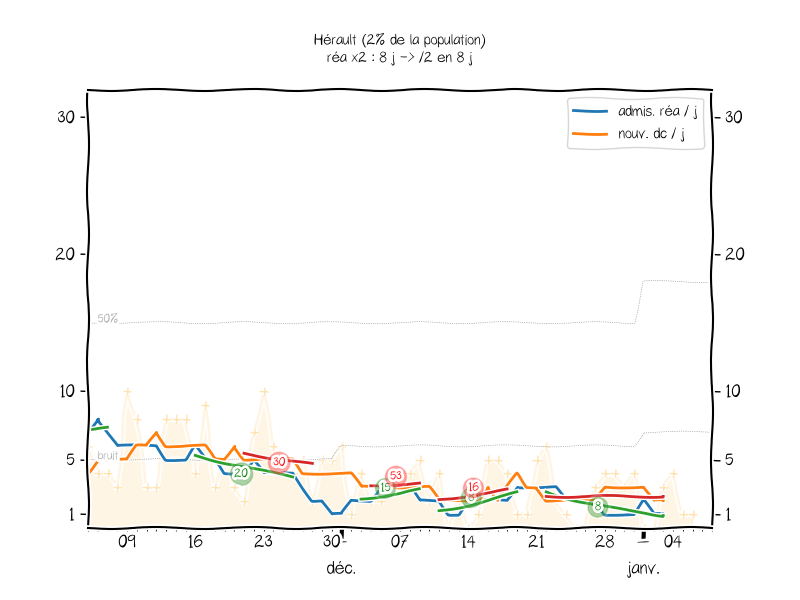 Hérault (2% de la population)
réa x2 : 8 j -> /2 en 8 j
admis. réa / j
nouv. dc / j
30 30
20 20
50%
10 10
bruit
5 5
1 1
20 30 15 53 8 16 8
09 16 23 30 07 14 21 28 04
déc. janv.